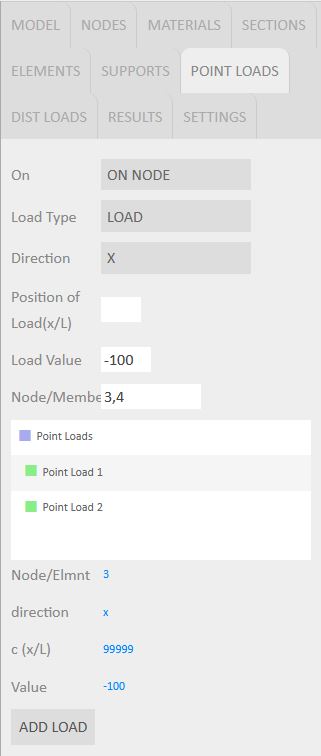 MODEL NODES MATERIALS SECTIONS
ELEMENTS SUPPORTS POINT LOADS
DIST LOADS RESULTS SETTINGS
On ON NODE
Load Type LOAD
Direction X
Position of
Load(x/L)
Load Value -100
Node/Membe 3,4
Point Loads
Point Load 1
Point Load 2
Node/Elmnt 3
direction x
c (x/L) 99999
Value -100
ADD LOAD